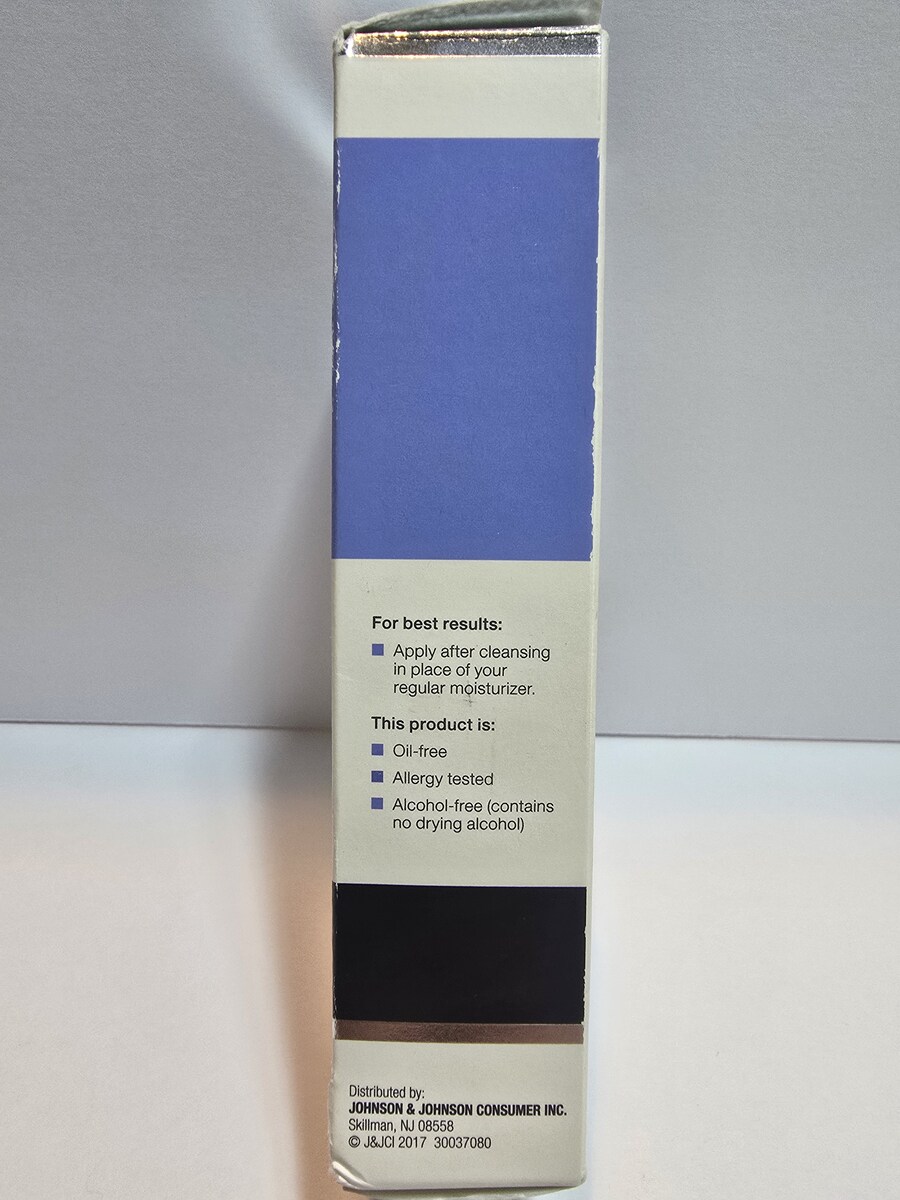 For best results:
Apply after cleansing
in place of your
regular moisturizer.
This product is:
Oil-free
Allergy tested
Alcohol-free (contains
no drying alcohol)
Distributed by:
JOHNSON & JOHNSON CONSUMER INC.
Skillman, NJ 08558
© J&JCI 2017 30037080